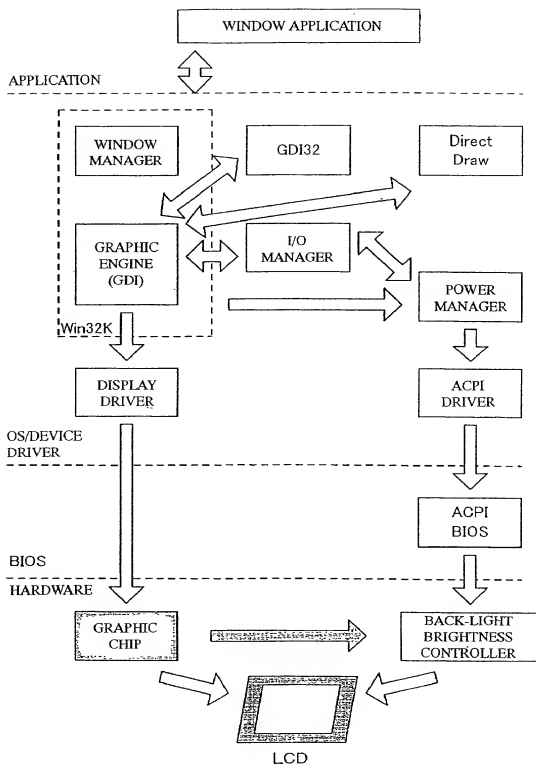 WINDOW APPLICATION
APPLICATION
WINDOW
MANAGER
GDI32
Direct
Draw
GRAPHIC
ENGINE
(GDI)
I/O
MANAGER
POWER
MANAGER
Win32K
DISPLAY
DRIVER
ACPI
DRIVER
OS/DEVICE
DRIVER
ACPI
BIOS
BIOS
HARDWARE
GRAPHIC
CHIP
BACK-LIGHT
BRIGHTNESS
CONTROLLER
LCD